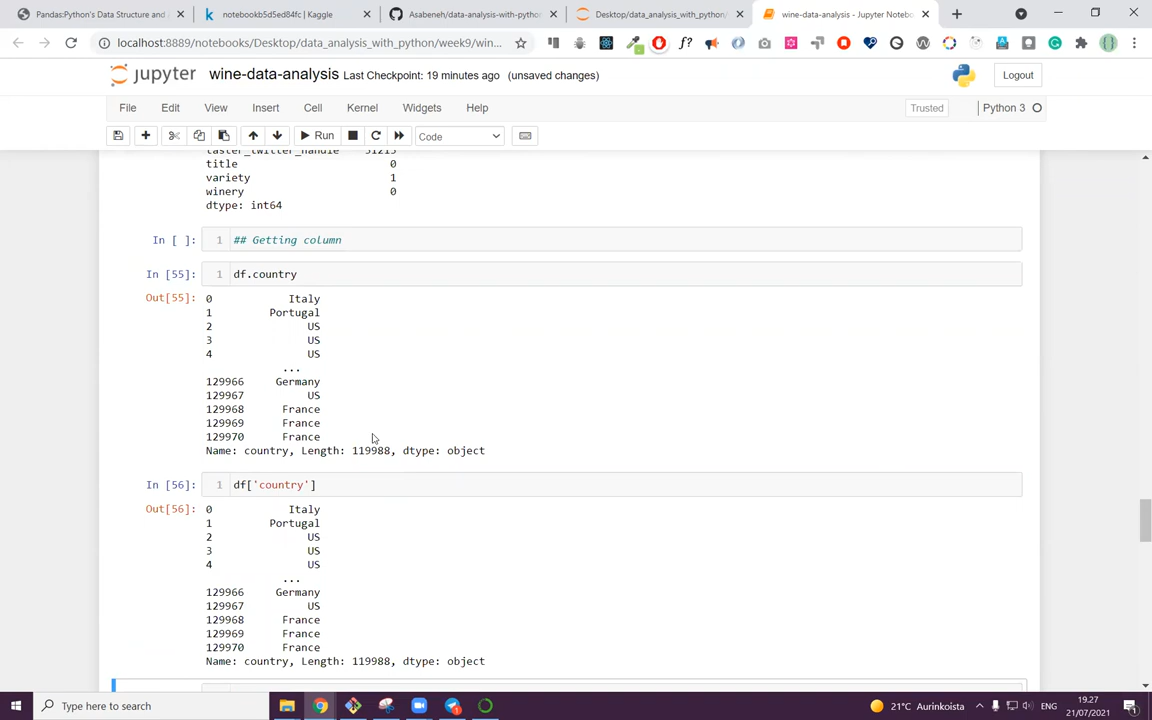 Pandas:Python's Data Structure and
notebookb5d5ed84fc | Kaggle
Asabeneh/data-analysis-with-python
Desktop/data_analysis_with_python/
wine-data-analysis - Jupyter Notebo
localhost:8889/notebooks/Desktop/data_analysis_with_python/week9/win...
jupyter wine-data-analysis Last Checkpoint: 19 minutes ago (unsaved changes)
Logout
File Edit View Insert Cell Kernel Widgets Help
Trusted Python 3
Run
Code
taster_twitter_handle 31213
title 0
variety 1
winery 0
dtype: int64
In [ ]: 1 ## Getting column
In [55]: 1 df.country
Out[55]: 0 Italy
1 Portugal
2 US
3 US
4 US
...
129966 Germany
129967 US
129968 France
129969 France
129970 France
Name: country, Length: 119988, dtype: object
In [56]: 1 df['country']
Out[56]: 0 Italy
1 Portugal
2 US
3 US
4 US
...
129966 Germany
129967 US
129968 France
129969 France
129970 France
Name: country, Length: 119988, dtype: object
Type here to search
21°C Aurinkoista
ENG
19.27
21/07/2021